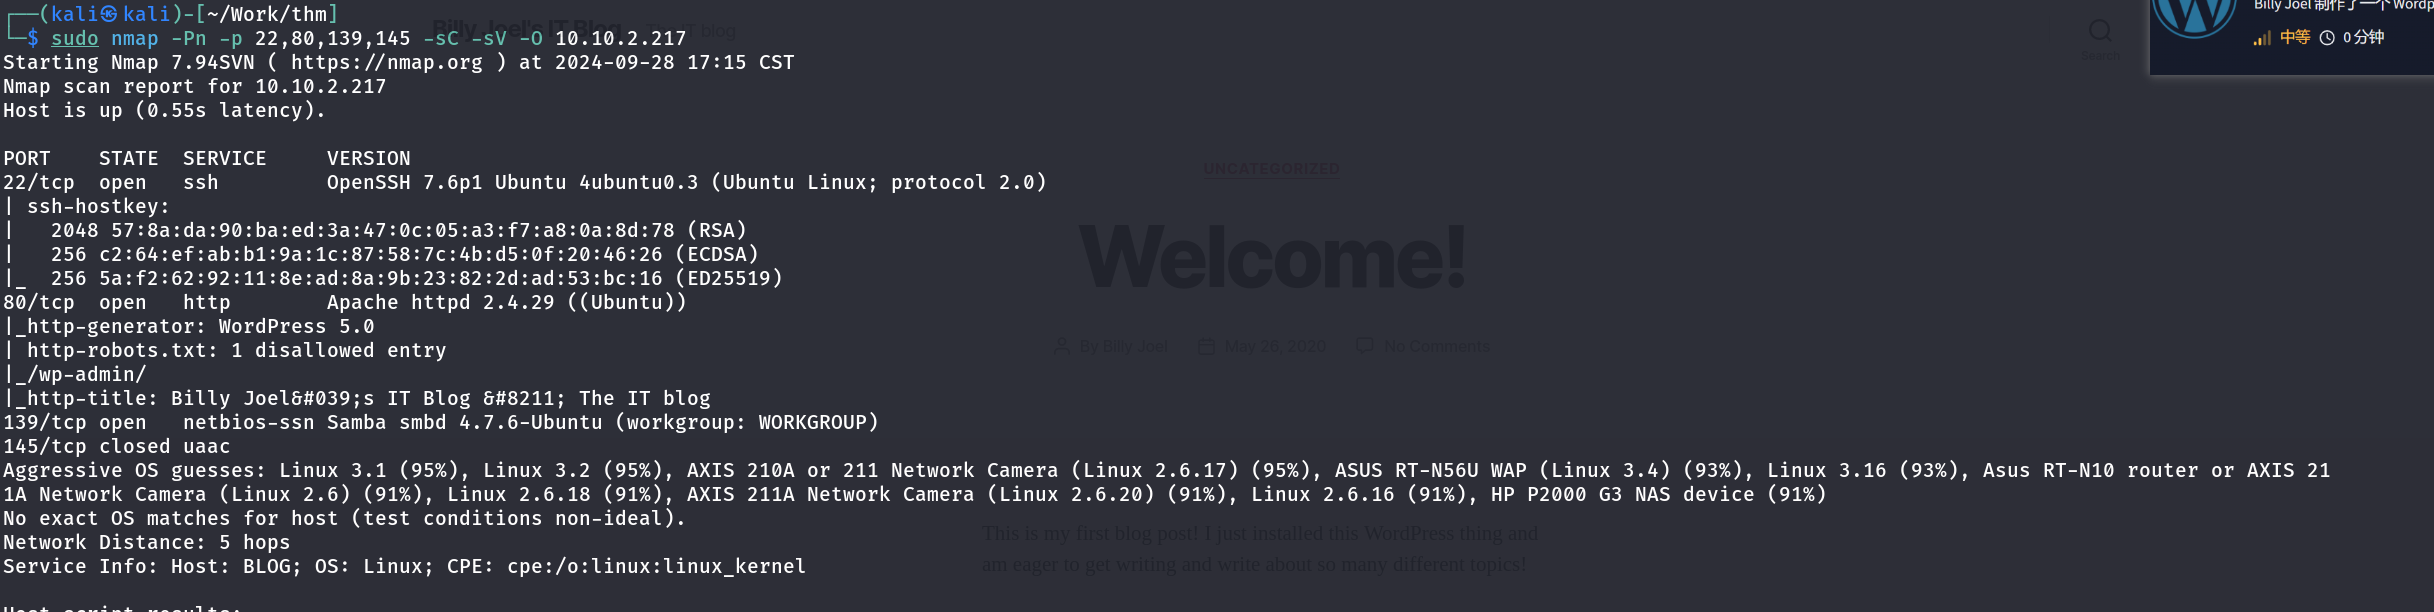 ┌──(kali㉿kali)-[~/Work/thm]
└─$ sudo nmap -Pn -p 22,80,139,145 -sC -sV -O 10.10.2.217
Starting Nmap 7.94SVN ( https://nmap.org ) at 2024-09-28 17:15 CST
Nmap scan report for 10.10.2.217
Host is up (0.55s latency).
PORT    STATE  SERVICE     VERSION
22/tcp  open   ssh         OpenSSH 7.6p1 Ubuntu 4ubuntu0.3 (Ubuntu Linux; protocol 2.0)
| ssh-hostkey:
|   2048 57:8a:da:90:ba:ed:3a:47:0c:05:a3:f7:a8:0a:8d:78 (RSA)
|   256 c2:64:ef:ab:b1:9a:1c:87:58:7c:4b:d5:0f:20:46:26 (ECDSA)
|_  256 5a:f2:62:92:11:8e:ad:8a:9b:23:82:2d:ad:53:bc:16 (ED25519)
80/tcp  open   http        Apache httpd 2.4.29 ((Ubuntu))
|_http-generator: WordPress 5.0
| http-robots.txt: 1 disallowed entry
|_/wp-admin/
|_http-title: Billy Joel&#039;s IT Blog &#8211; The IT blog
139/tcp open   netbios-ssn Samba smbd 4.7.6-Ubuntu (workgroup: WORKGROUP)
145/tcp closed uaac
Aggressive OS guesses: Linux 3.1 (95%), Linux 3.2 (95%), AXIS 210A or 211 Network Camera (Linux 2.6.17) (95%), ASUS RT-N56U WAP (Linux 3.4) (93%), Linux 3.16 (93%), Asus RT-N10 router or AXIS 21
1A Network Camera (Linux 2.6) (91%), Linux 2.6.18 (91%), AXIS 211A Network Camera (Linux 2.6.20) (91%), Linux 2.6.16 (91%), HP P2000 G3 NAS device (91%)
No exact OS matches for host (test conditions non-ideal).
Network Distance: 5 hops
Service Info: Host: BLOG; OS: Linux; CPE: cpe:/o:linux:linux_kernel
Host script results:
Billy Joel's IT Blog
The IT blog
Search
UNCATEGORIZED
Welcome!
By Billy Joel May 26, 2020 No Comments
This is my first blog post! I just installed this WordPress thing and
am eager to get writing and write about so many different topics!
Billy Joel 制作了一个 Wordp
中等 0 分钟